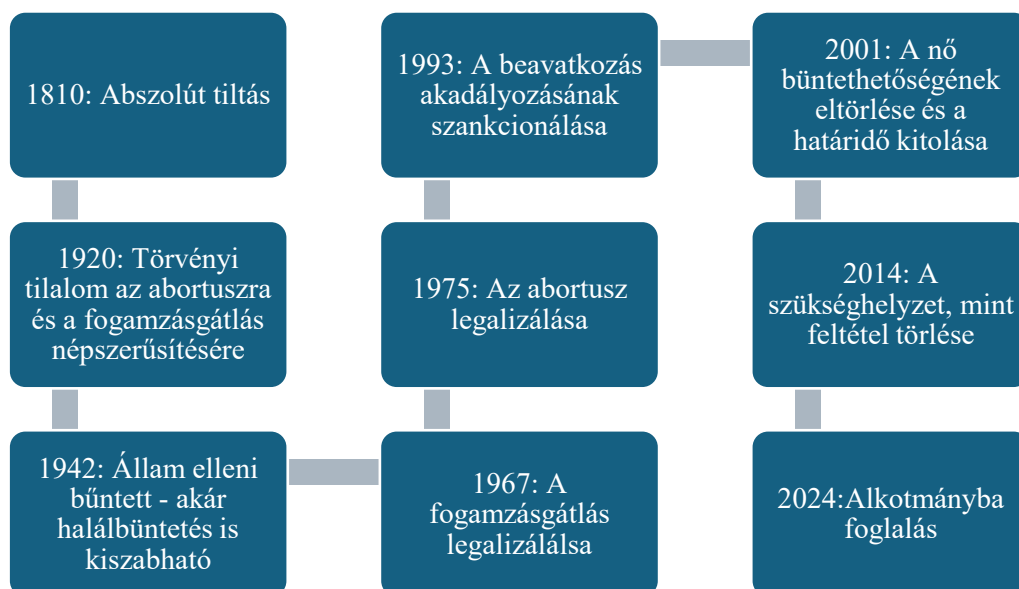 1810: Abszolút tiltás
1920: Törvényi
tilalom az abortuszra
és a fogamzásgátlás
népszerűsítésére
1942: Állam elleni
bűntett - akár
halálbüntetés is
kiszabható
1967: A
fogamzásgátlás
legalizálálsa
1975: Az abortusz
legalizálása
1993: A beavatkozás
akadályozásának
szankcionálása
2001: A nő
büntethetőségének
eltörlése és a
határidő kitolása
2014: A
szükséghelyzet, mint
feltétel törlése
2024:Alkotmányba
foglalás